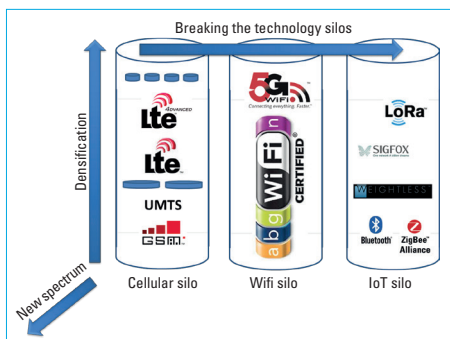 Breaking the technology silos
Densification
New spectrum
4G ADVANCED
Lte
Lte
UMTS
GSM
Cellular silo
5G WiFi
Connecting everything. Faster.
n
Wi Fi
CERTIFIED
g
b
a
Wifi silo
LoRa
SIGFOX
WEIGHTLESS
Bluetooth
ZigBee
Alliance
IoT silo